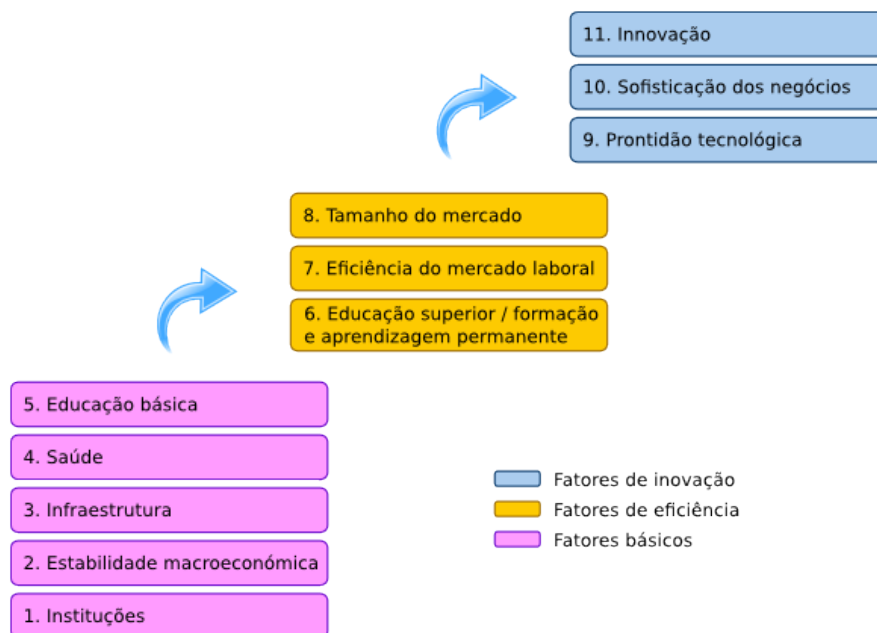 11. Innovação
10. Sofisticação dos negócios
9. Prontidão tecnológica
8. Tamanho do mercado
7. Eficiência do mercado laboral
6. Educação superior / formação
e aprendizagem permanente
5. Educação básica
4. Saúde
3. Infraestrutura
2. Estabilidade macroeconómica
1. Instituções
Fatores de inovação
Fatores de eficiência
Fatores básicos